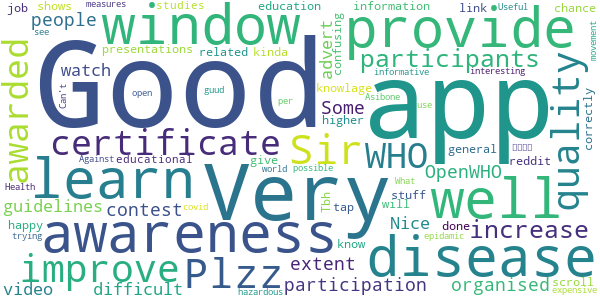 job shows studies education information link Useful chance
people window provide
see measures presentations related kinda advert confusing participants movement
Good app
awarded watch knowlage informative interesting
Can't open guud per Some Asibone use quality correctly
certificate higher Sir WHO general reddit
Against educational give
learn Very well
Health world possible OpenWHO What stuff
guidelines contest Tbh tap Nice will done increase
happy covid know epidamic
trying awareness disease
improve Plzz extent participation organised scroll
video difficult hazardous expensive